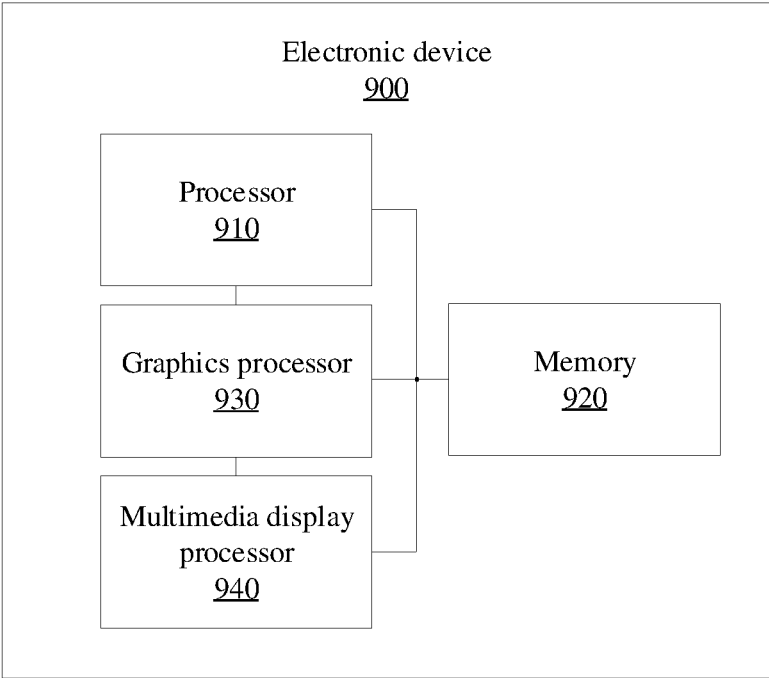 Electronic device
900
Processor
910
Graphics processor
930
Memory
920
Multimedia display
processor
940